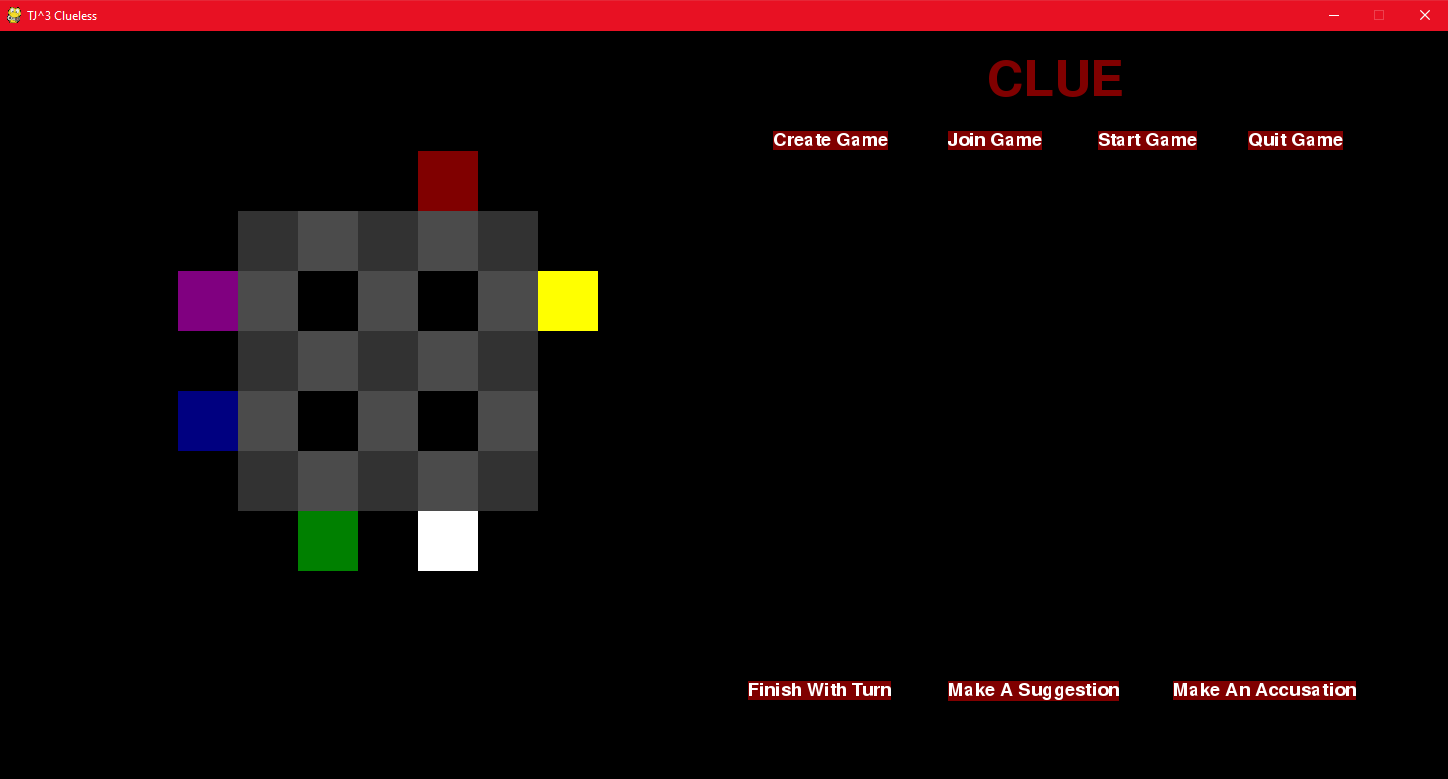 TJ^3 Clueless
CLUE
Create Game Join Game Start Game Quit Game
Finish With Turn Make A Suggestion Make An Accusation